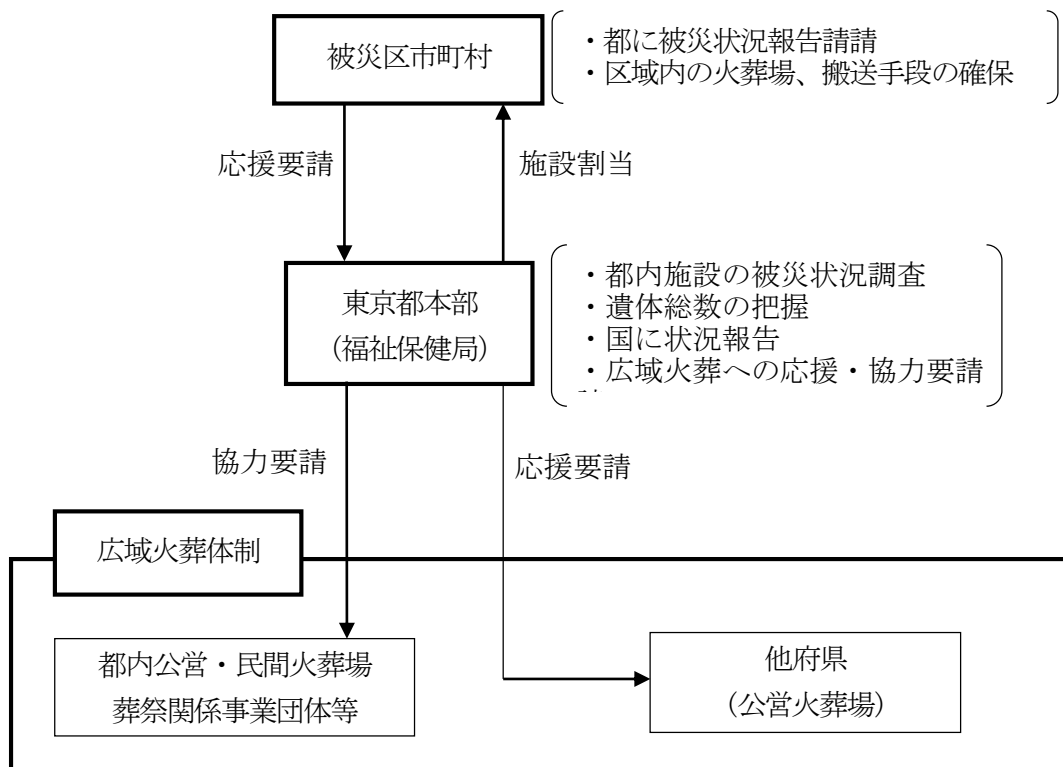 被災区市町村
・都に被災状況報告請請
・区域内の火葬場、搬送手段の確保
応援要請
施設割当
東京都本部
（福祉保健局）
・都内施設の被災状況調査
・遺体総数の把握
・国に状況報告
・広域火葬への応援・協力要請
協力要請
応援要請
広域火葬体制
都内公営・民間火葬場
葬祭関係事業団体等
他府県
（公営火葬場）